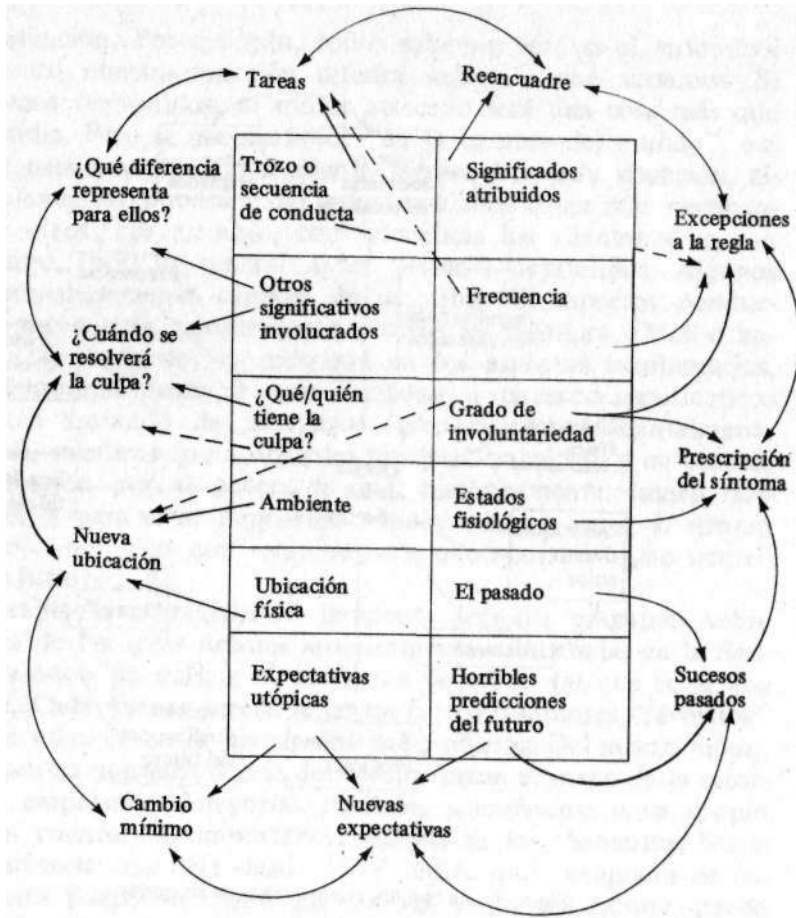 Tareas
Reencuadre
¿Qué diferencia
representa
para ellos?
Trozo o
secuencia
de conducta
Significados
atribuidos
Excepciones
a la regla
Otros
significativos
involucrados
Frecuencia
¿Cuándo se
resolverá
la culpa?
¿Qué/quién
tiene la
culpa?
Grado de
involuntariedad
Prescripción
del síntoma
Ambiente
Estados
fisiológicos
Nueva
ubicación
Ubicación
física
El pasado
Expectativas
utópicas
Horribles
predicciones
del futuro
Sucesos
pasados
Cambio
mínimo
Nuevas
expectativas